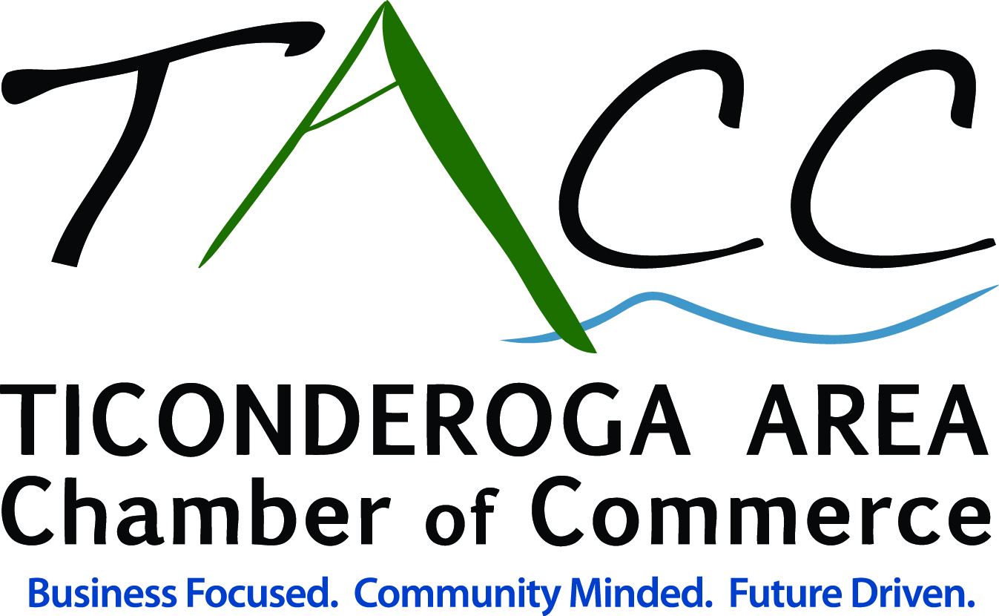 TACC
TICONDEROGA AREA
Chamber of Commerce
Business Focused. Community Minded. Future Driven.